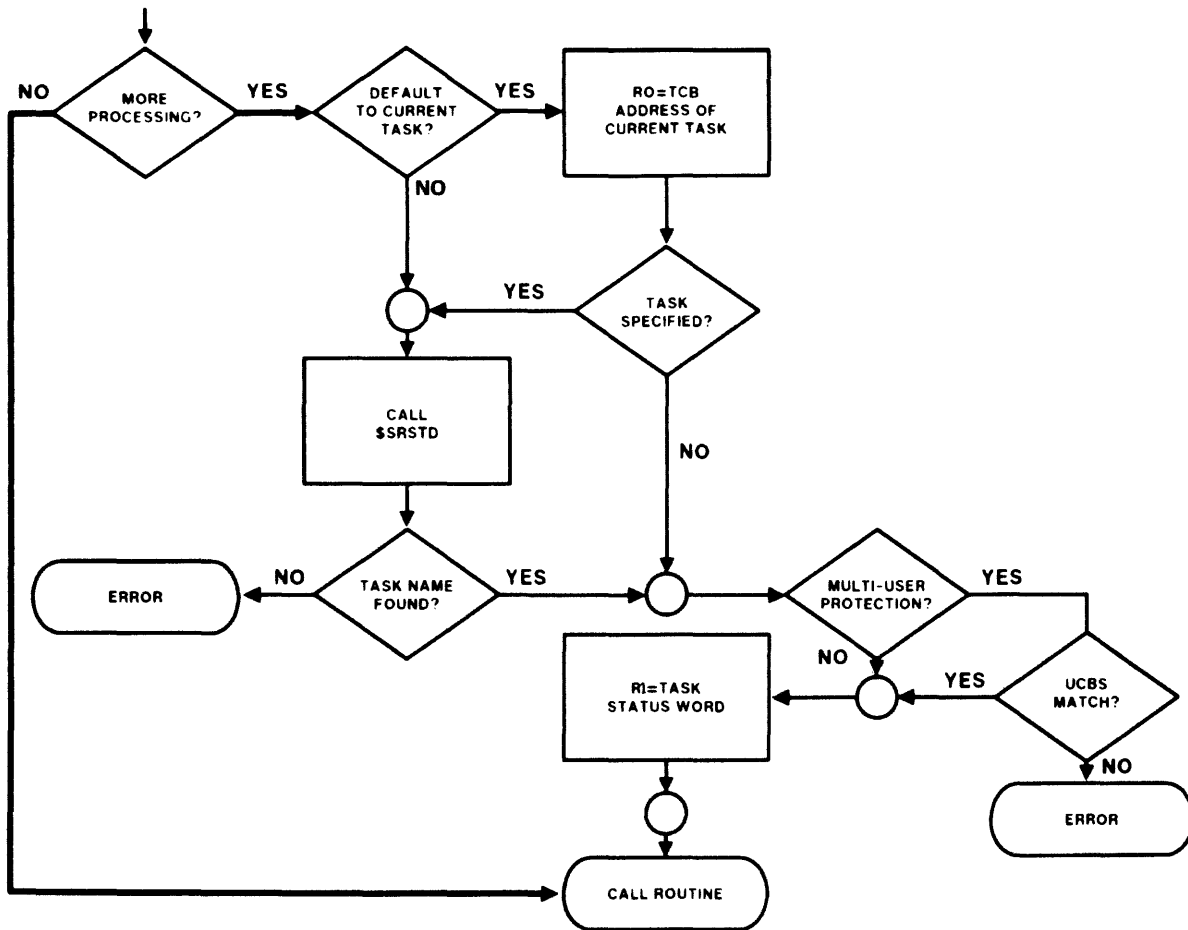 NO
MORE
PROCESSING?
YES
DEFAULT
TO CURRENT
TASK?
YES
R0=TCB
ADDRESS OF
CURRENT TASK
NO
YES
TASK
SPECIFIED?
CALL
$SRSTD
NO
ERROR
NO
TASK NAME
FOUND?
YES
MULTI-USER
PROTECTION?
YES
NO
R1=TASK
STATUS WORD
YES
UCBS
MATCH?
NO
ERROR
CALL ROUTINE